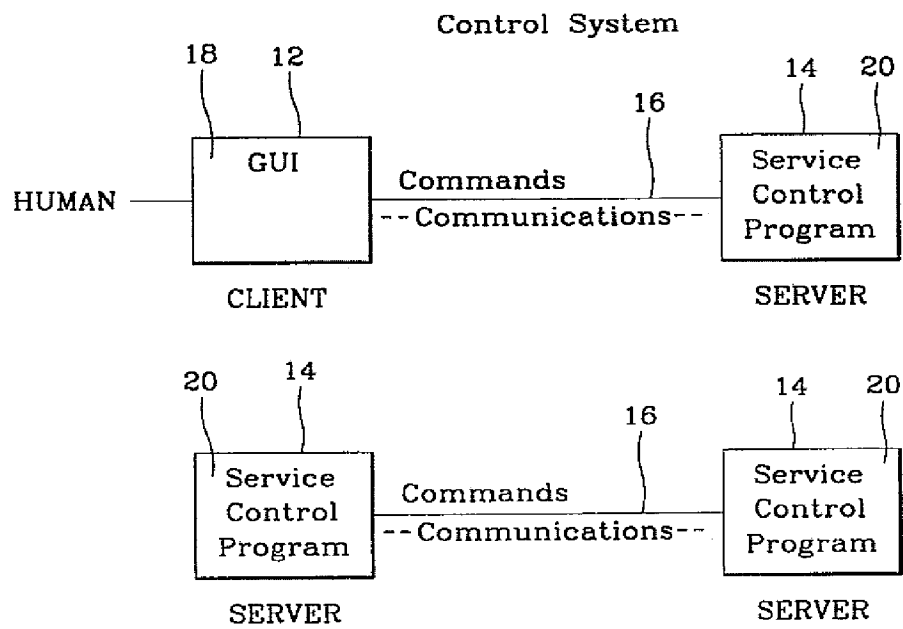 Control System
18
12
14
20
16
GUI
Service
Control
Program
HUMAN
Commands
--Communications--
CLIENT
SERVER
20
14
16
14
20
Service
Control
Program
Commands
--Communications--
Service
Control
Program
SERVER
SERVER